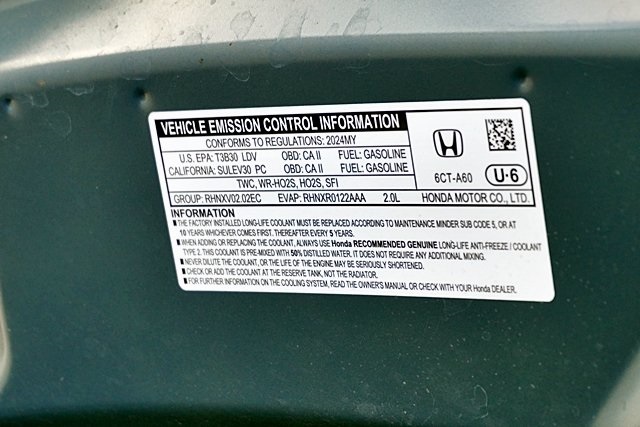 VEHICLE EMISSION CONTROL INFORMATION
CONFORMS TO REGULATIONS: 2024MY
U.S. EPA: T3B30 LDV OBD: CA II FUEL: GASOLINE
CALIFORNIA: SULEV30 PC OBD: CA II FUEL: GASOLINE
TWC, WR-HO2S, HO2S, SFI
GROUP: RHNXV02.02EC EVAP: RHNXR0122AAA 2.0L
6CT-A60 U·6
HONDA MOTOR CO., LTD.
INFORMATION
■ THE FACTORY INSTALLED LONG-LIFE COOLANT MUST BE REPLACED ACCORDING TO MAINTENANCE MINDER SUB CODE 5, OR AT
10 YEARS WHICHEVER COMES FIRST. THEREAFTER EVERY 5 YEARS.
■ WHEN ADDING OR REPLACING THE COOLANT, ALWAYS USE Honda RECOMMENDED GENUINE LONG-LIFE ANTI-FREEZE / COOLANT
TYPE 2. THIS COOLANT IS PRE-MIXED WITH 50% DISTILLED WATER. IT DOES NOT REQUIRE ANY ADDITIONAL MIXING.
■ NEVER DILUTE THE COOLANT, OR THE LIFE OF THE ENGINE MAY BE SERIOUSLY SHORTENED.
■ CHECK OR ADD THE COOLANT AT THE RESERVE TANK, NOT THE RADIATOR.
■ FOR FURTHER INFORMATION ON THE COOLING SYSTEM, READ THE OWNER'S MANUAL OR CHECK WITH YOUR Honda DEALER.